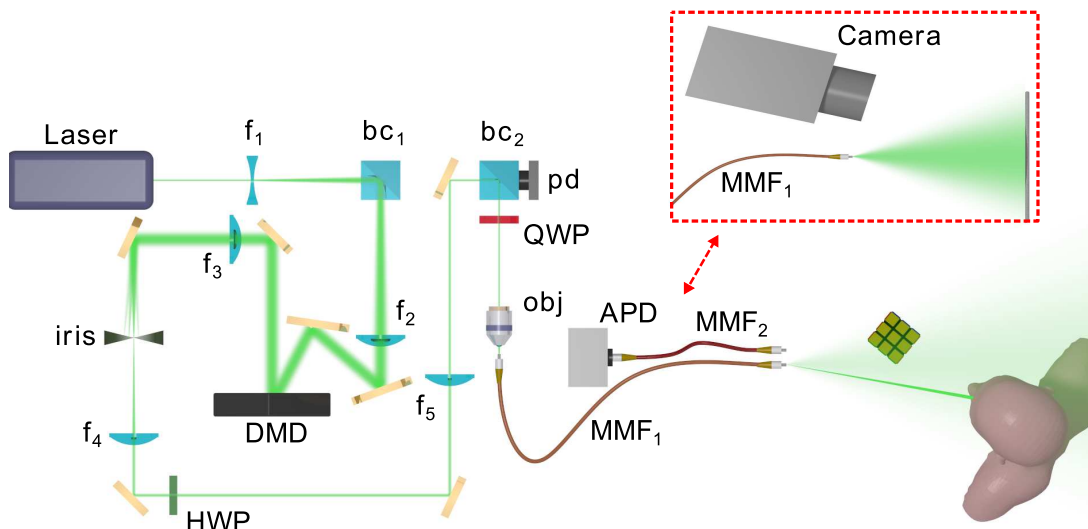 Camera
MMF₁
Laser
f₁
bc₁
bc₂
pd
QWP
f₃
iris
f₂
obj
APD
MMF₂
f₅
f₄
DMD
MMF₁
HWP